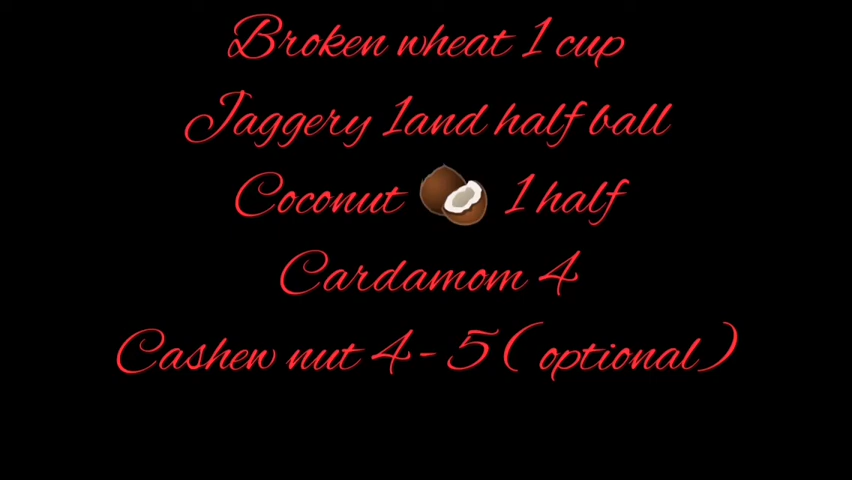 Broken wheat 1 cup
Jaggery 1and half ball
Coconut 🥥 1 half
Cardamom 4
Cashew nut 4-5 ( optional )